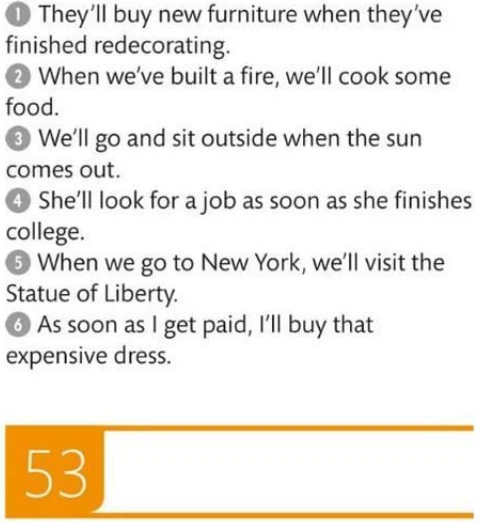 1 They'll buy new furniture when they've
finished redecorating.
2 When we've built a fire, we'll cook some
food.
3 We'll go and sit outside when the sun
comes out.
4 She'll look for a job as soon as she finishes
college.
5 When we go to New York, we'll visit the
Statue of Liberty.
6 As soon as I get paid, I'll buy that
expensive dress.
53